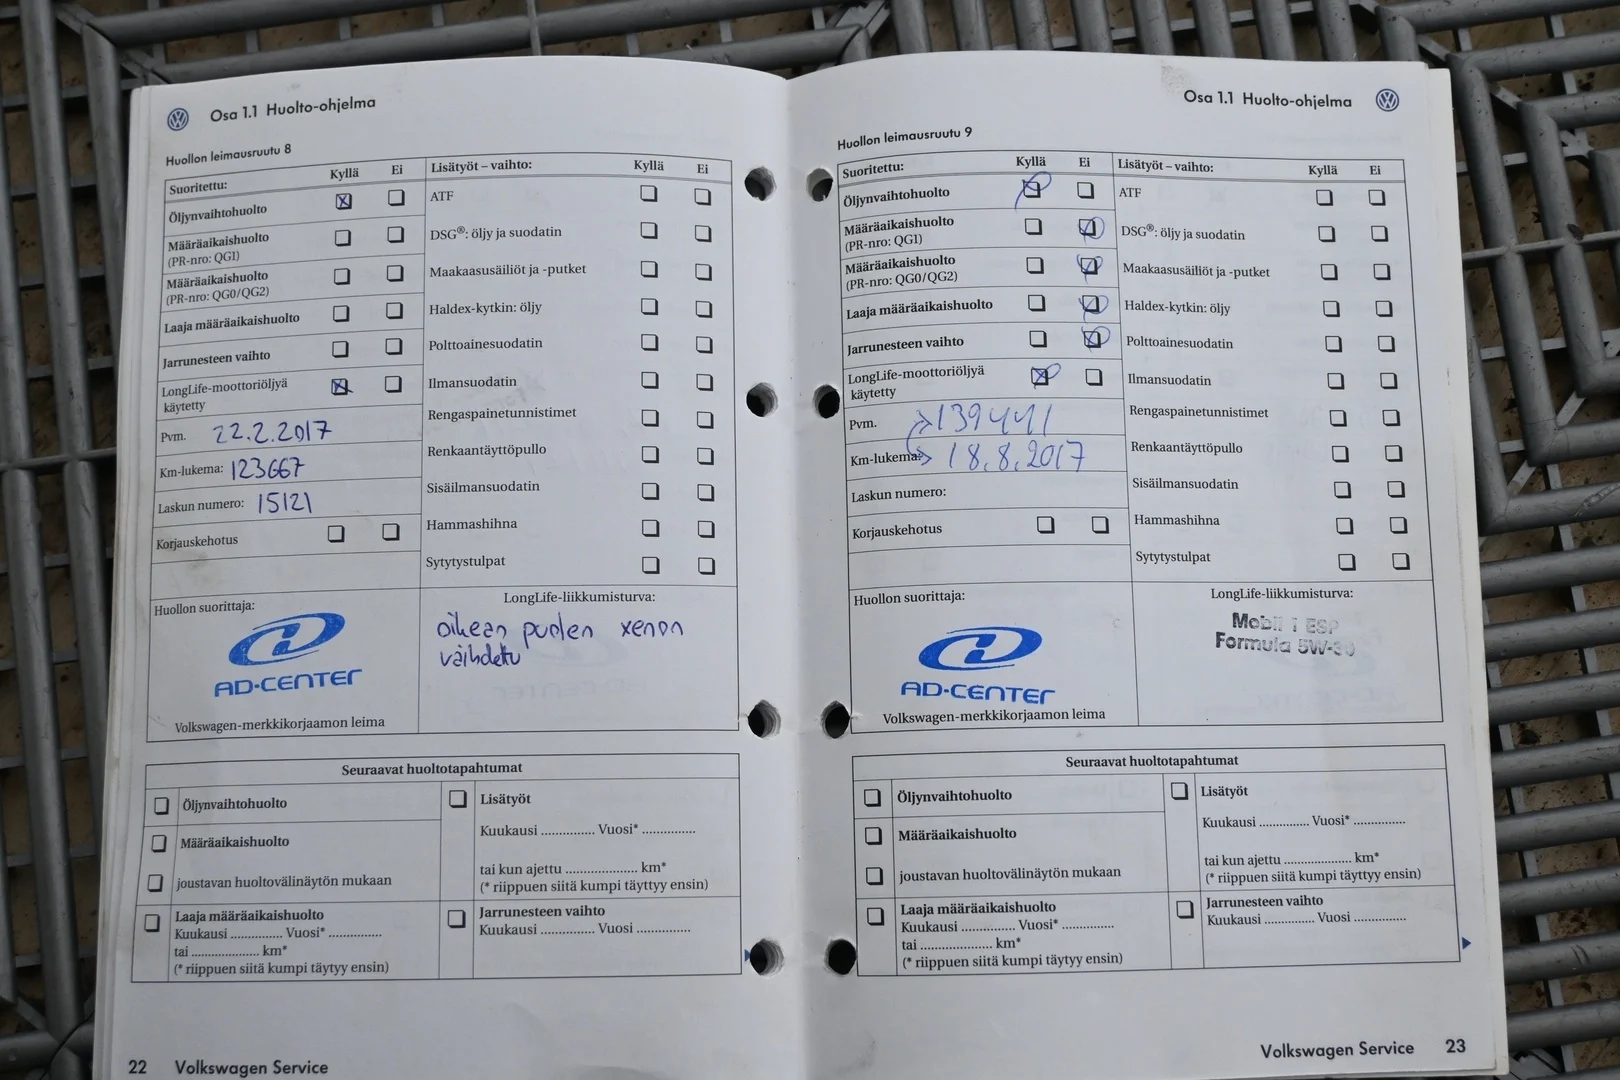 Osa 1.1 Huolto-ohjelma
Huollon leimausruutu 8
Suoritettu: Kyllä Ei
Öljynvaihtohuolto
Määräaikaishuolto
(PR-nro: QG1)
Määräaikaishuolto
(PR-nro: QG0/QG2)
Laaja määräaikaishuolto
Jarrunesteen vaihto
LongLife-moottoriöljyä
käytetty
Pvm. 22.2.2017
Km-lukema: 123667
Laskun numero: 15121
Korjauskehotus
Lisätyöt – vaihto: Kyllä Ei
ATF
DSG®: öljy ja suodatin
Maakaasusäiliöt ja -putket
Haldex-kytkin: öljy
Polttoainesuodatin
Ilmansuodatin
Rengaspainetunnistimet
Renkaantäyttöpullo
Sisäilmansuodatin
Hammashihna
Sytytystulpat
Huollon suorittaja:
AD-CENTER
Volkswagen-merkkikorjaamon leima
LongLife-liikkumisturva:
oikean puolen xenon
vaihdettu
Seuraavat huoltotapahtumat
Öljynvaihtohuolto
Määräaikaishuolto
joustavan huoltovälinäytön mukaan
Laaja määräaikaishuolto
Kuukausi .............. Vuosi* ..............
tai .................... km*
(* riippuen siitä kumpi täytyy ensin)
Lisätyöt
Kuukausi .............. Vuosi* ..............
tai kun ajettu .................... km*
(* riippuen siitä kumpi täyttyy ensin)
Jarrunesteen vaihto
Kuukausi .............. Vuosi ..............
22 Volkswagen Service
Osa 1.1 Huolto-ohjelma
Huollon leimausruutu 9
Suoritettu: Kyllä Ei
Öljynvaihtohuolto
Määräaikaishuolto
(PR-nro: QG1)
Määräaikaishuolto
(PR-nro: QG0/QG2)
Laaja määräaikaishuolto
Jarrunesteen vaihto
LongLife-moottoriöljyä
käytetty
Pvm. 139441
Km-lukema: 18.8.2017
Laskun numero:
Korjauskehotus
Lisätyöt – vaihto: Kyllä Ei
ATF
DSG®: öljy ja suodatin
Maakaasusäiliöt ja -putket
Haldex-kytkin: öljy
Polttoainesuodatin
Ilmansuodatin
Rengaspainetunnistimet
Renkaantäyttöpullo
Sisäilmansuodatin
Hammashihna
Sytytystulpat
Huollon suorittaja:
AD-CENTER
Volkswagen-merkkikorjaamon leima
LongLife-liikkumisturva:
Mobil 1 ESP
Formula 5W-30
Seuraavat huoltotapahtumat
Öljynvaihtohuolto
Määräaikaishuolto
joustavan huoltovälinäytön mukaan
Laaja määräaikaishuolto
Kuukausi .............. Vuosi* ..............
tai .................... km*
(* riippuen siitä kumpi täytyy ensin)
Lisätyöt
Kuukausi .............. Vuosi* ..............
tai kun ajettu .................... km*
(* riippuen siitä kumpi täyttyy ensin)
Jarrunesteen vaihto
Kuukausi .............. Vuosi ..............
Volkswagen Service 23